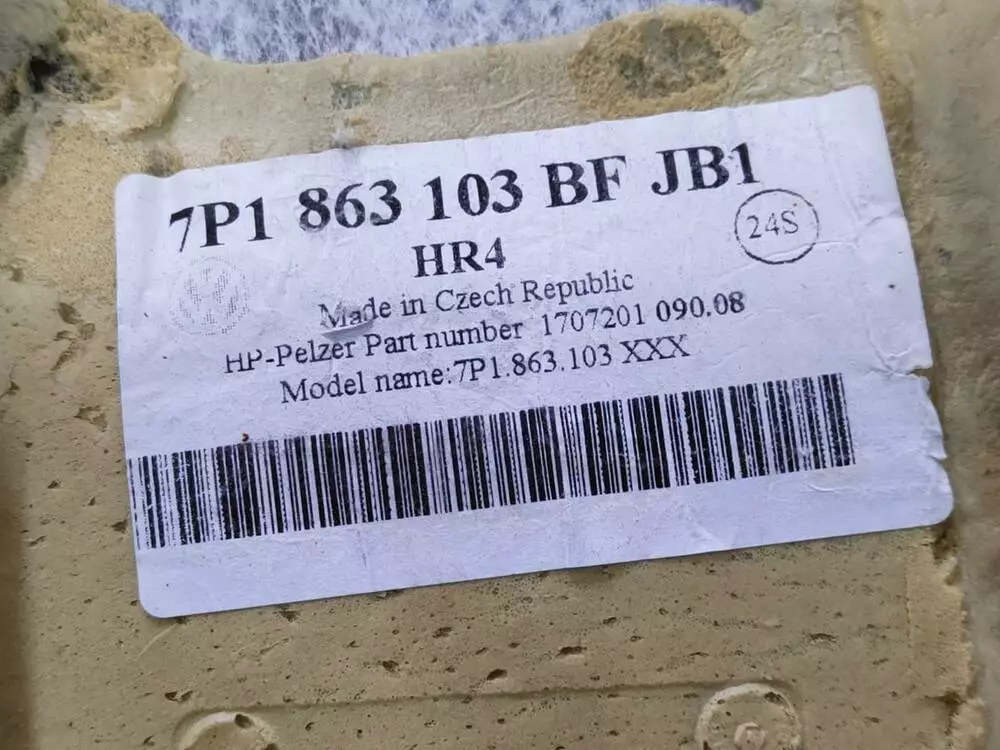 7P1 863 103 BF JB1
24S
HR4
Made in Czech Republic
HP-Pelzer Part number 1707201 090.08
Model name:7P1.863.103 XXX